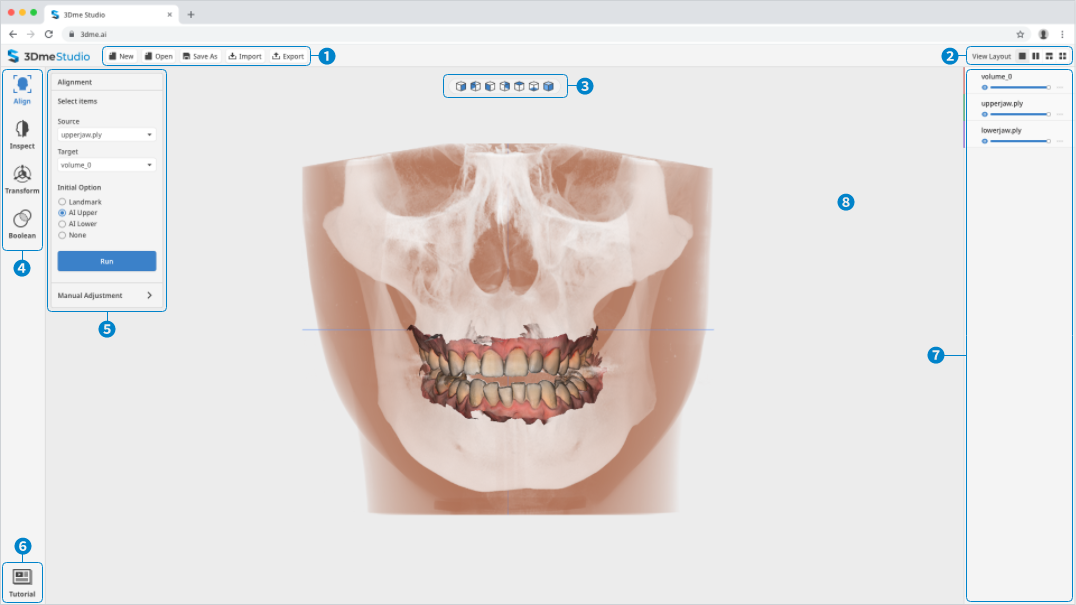 3Dme Studio
3dme.ai
3DmeStudio
New Open Save As Import Export
1
2
View Layout
Align
Inspect
Transform
Boolean
4
Alignment
Select items
Source
upperjaw.ply
Target
volume_0
Initial Option
Landmark
AI Upper
AI Lower
None
Run
Manual Adjustment
5
3
8
volume_0
upperjaw.ply
lowerjaw.ply
7
6
Tutorial